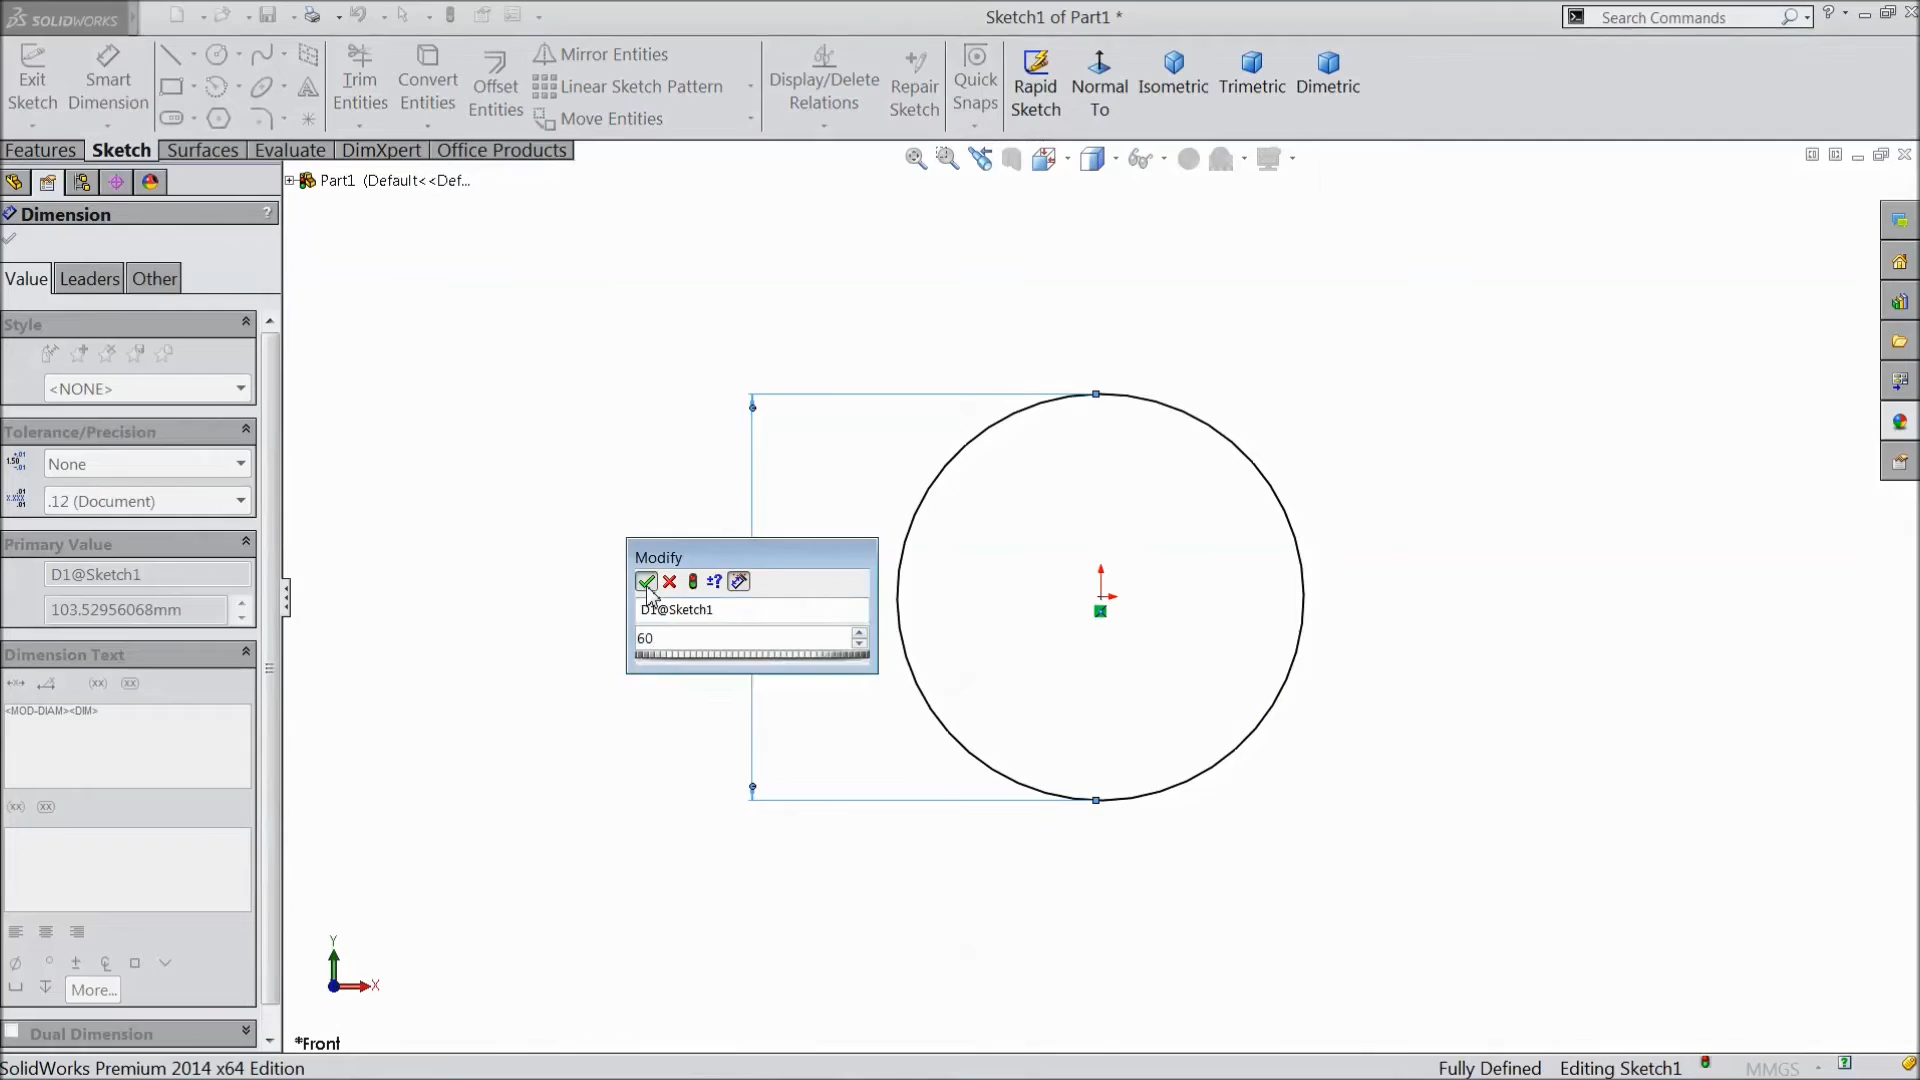 SOLIDWORKS
Sketch1 of Part1 *
Search Commands
?
Exit Sketch
Smart Dimension
Trim Entities
Convert Entities
Offset Entities
Mirror Entities
Linear Sketch Pattern
Move Entities
Display/Delete Relations
Repair Sketch
Quick Snaps
Rapid Sketch
Normal To
Isometric
Trimetric
Dimetric
Features
Sketch
Surfaces
Evaluate
DimXpert
Office Products
Part1 (Default<<Def...
Dimension
?
Value
Leaders
Other
Style
<NONE>
Tolerance/Precision
None
.12 (Document)
Primary Value
D1@Sketch1
103.52956068mm
Dimension Text
<MOD-DIAM><DIM>
More...
Dual Dimension
Modify
±?
D1@Sketch1
60
Y
X
*Front
SolidWorks Premium 2014 x64 Edition
Fully Defined
Editing Sketch1
MMGS
?